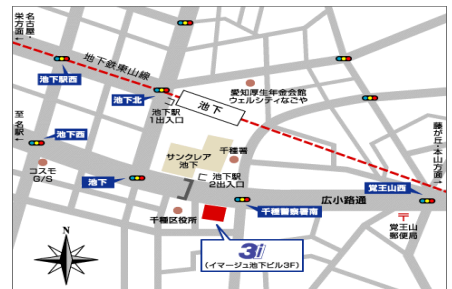 名古屋・
栄方面←
地下鉄東山線
池下駅西
池下北
池下
池下駅
1出入口
愛知厚生年金会館
ウェルシティなごや
至名駅←
池下西
コスモ
G/S
池下
サンクレア
池下
千種署
池下駅
2出入口
藤が丘・本山方面→
覚王山西
広小路通
千種警察署南
千種区役所
覚王山
郵便局
3i
(イマージュ池下ビル3F)
N